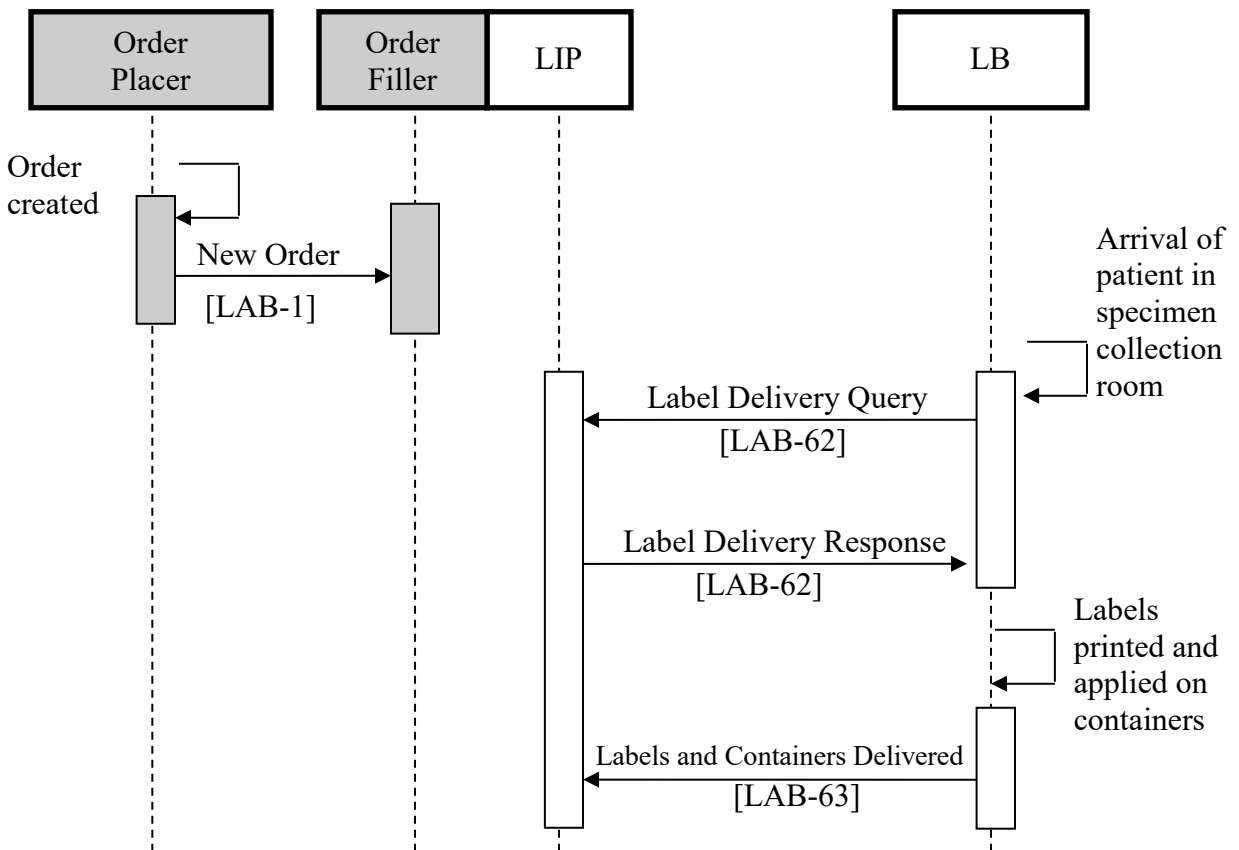 Order
Placer
Order
Filler
LIP
LB
Order
created
New Order
[LAB-1]
Arrival of
patient in
specimen
collection
room
Label Delivery Query
[LAB-62]
Label Delivery Response
[LAB-62]
Labels
printed and
applied on
containers
Labels and Containers Delivered
[LAB-63]